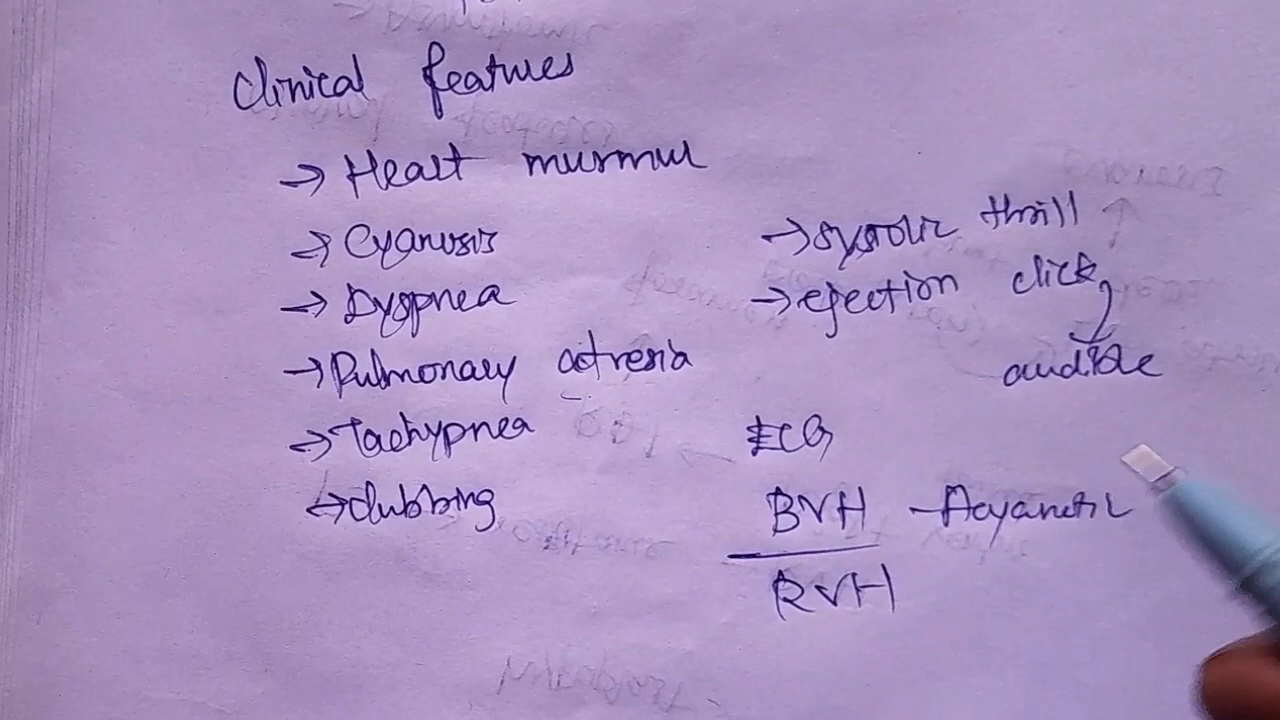 Clinical features
→ Heart murmur
→ Cyanosis
→ Dyspnea
→ Pulmonary atresia
→ Tachypnea
→ clubbing
→ systolic thrill
→ ejection click
audible
ECG
BVH - Acyanotic
RVH